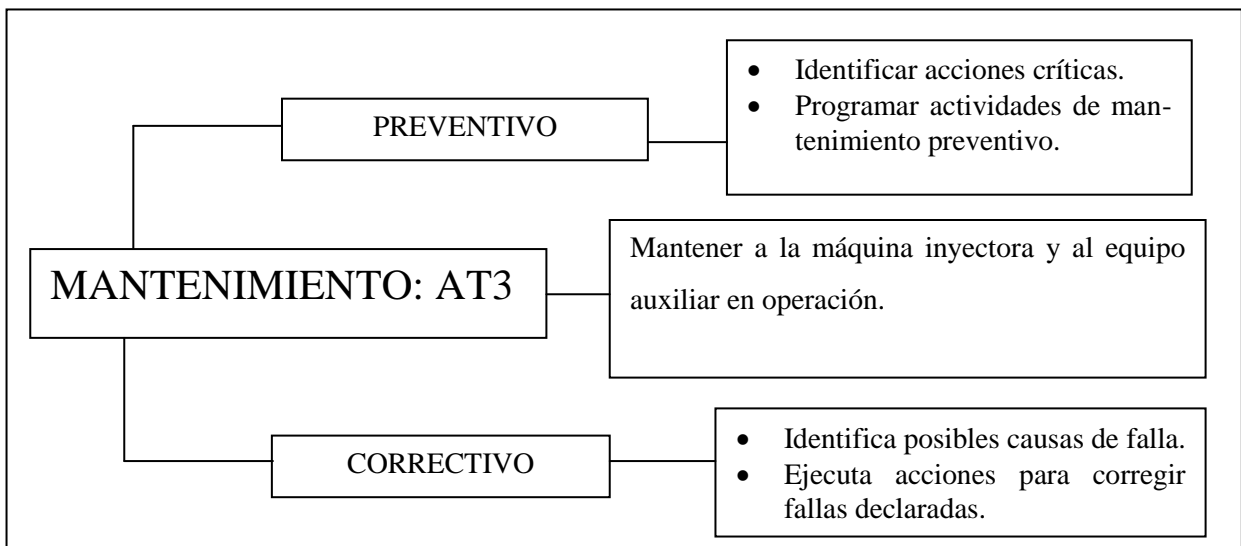 PREVENTIVO
• Identificar acciones críticas.
• Programar actividades de man-
tenimiento preventivo.
MANTENIMIENTO: AT3
Mantener a la máquina inyectora y al equipo
auxiliar en operación.
CORRECTIVO
• Identifica posibles causas de falla.
• Ejecuta acciones para corregir
fallas declaradas.